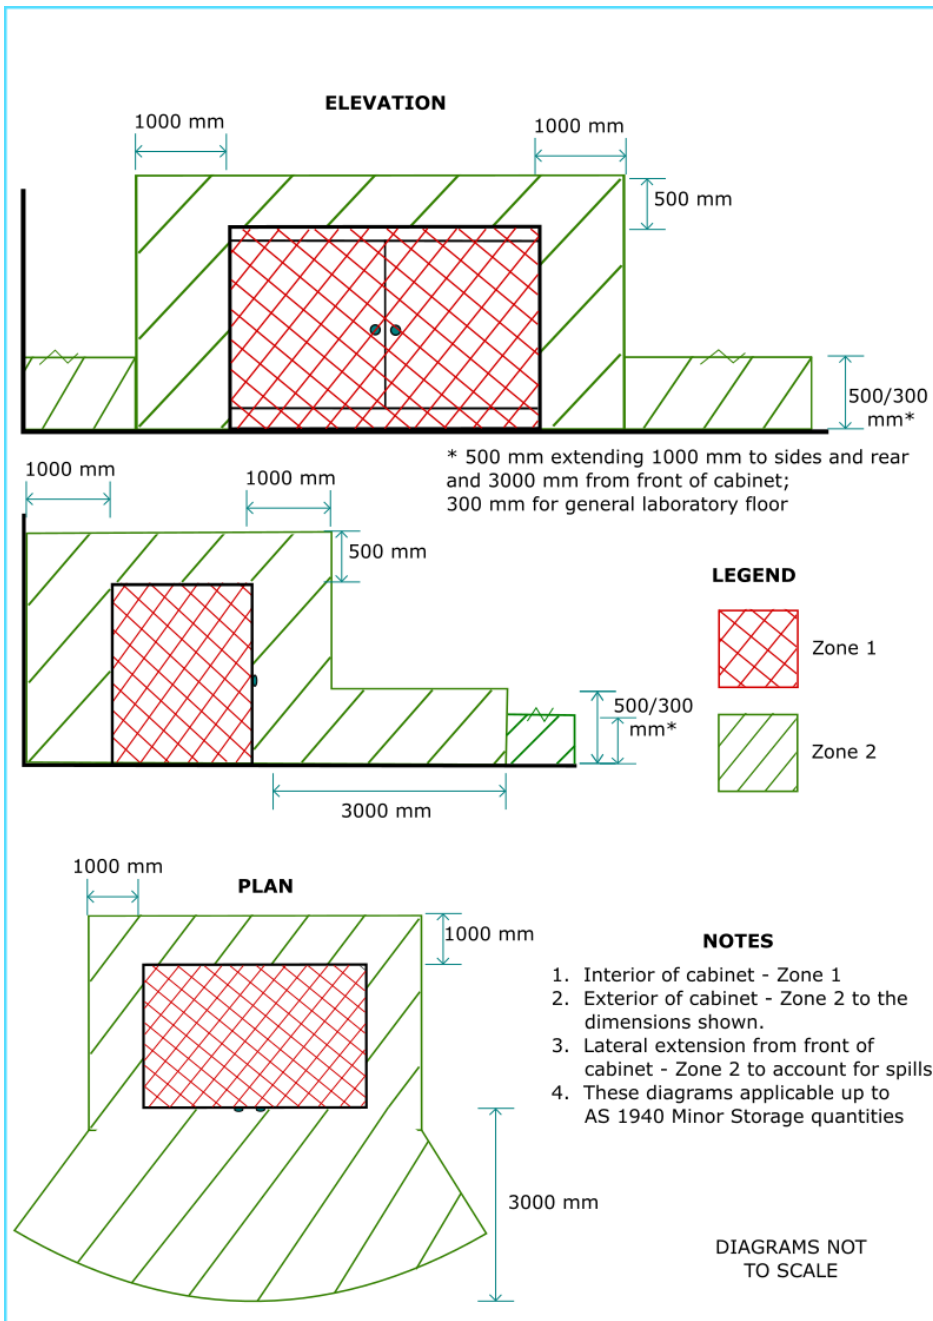 ELEVATION
1000 mm
1000 mm
500 mm
500/300
mm*
* 500 mm extending 1000 mm to sides and rear
and 3000 mm from front of cabinet;
300 mm for general laboratory floor
1000 mm
1000 mm
500 mm
500/300
mm*
3000 mm
LEGEND
Zone 1
Zone 2
PLAN
1000 mm
1000 mm
3000 mm
NOTES
1. Interior of cabinet - Zone 1
2. Exterior of cabinet - Zone 2 to the
dimensions shown.
3. Lateral extension from front of
cabinet - Zone 2 to account for spills
4. These diagrams applicable up to
AS 1940 Minor Storage quantities
DIAGRAMS NOT
TO SCALE